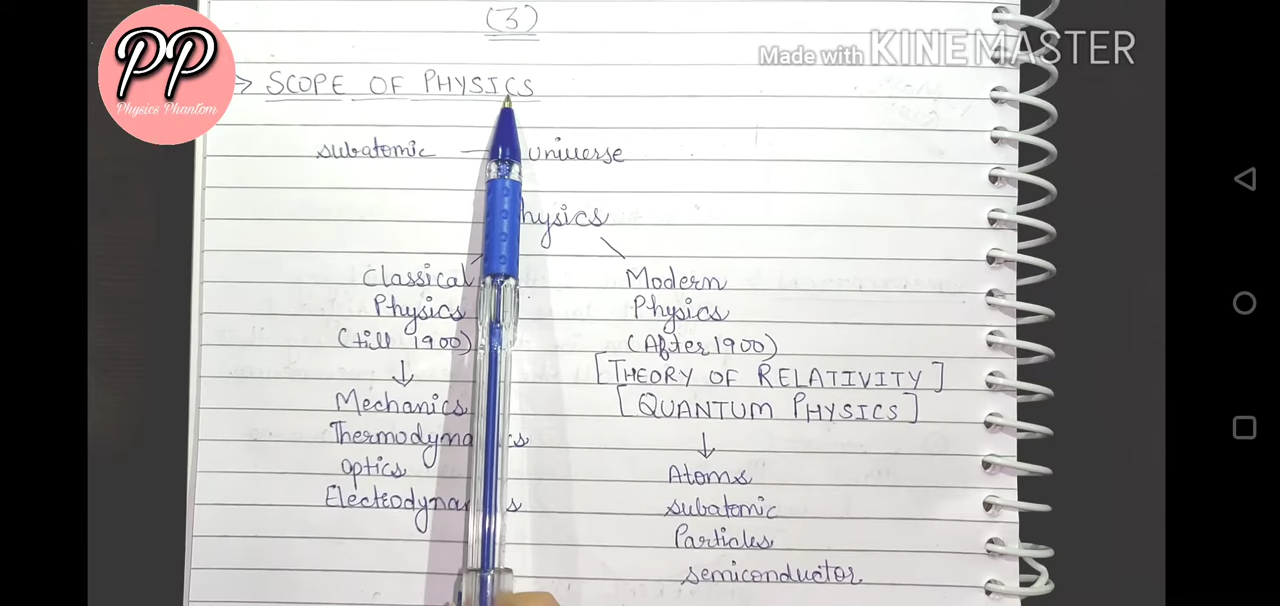 (3)
PP
Physics Phantom
Made with KINEMASTER
→ SCOPE OF PHYSICS
subatomic — universe
hysics
Classical Modern
Physics Physics
(till 1900) (After 1900)
[THEORY OF RELATIVITY]
↓
[QUANTUM PHYSICS]
Mechanics
↓
Optics
Atoms
subatomic
Particles
semiconductor